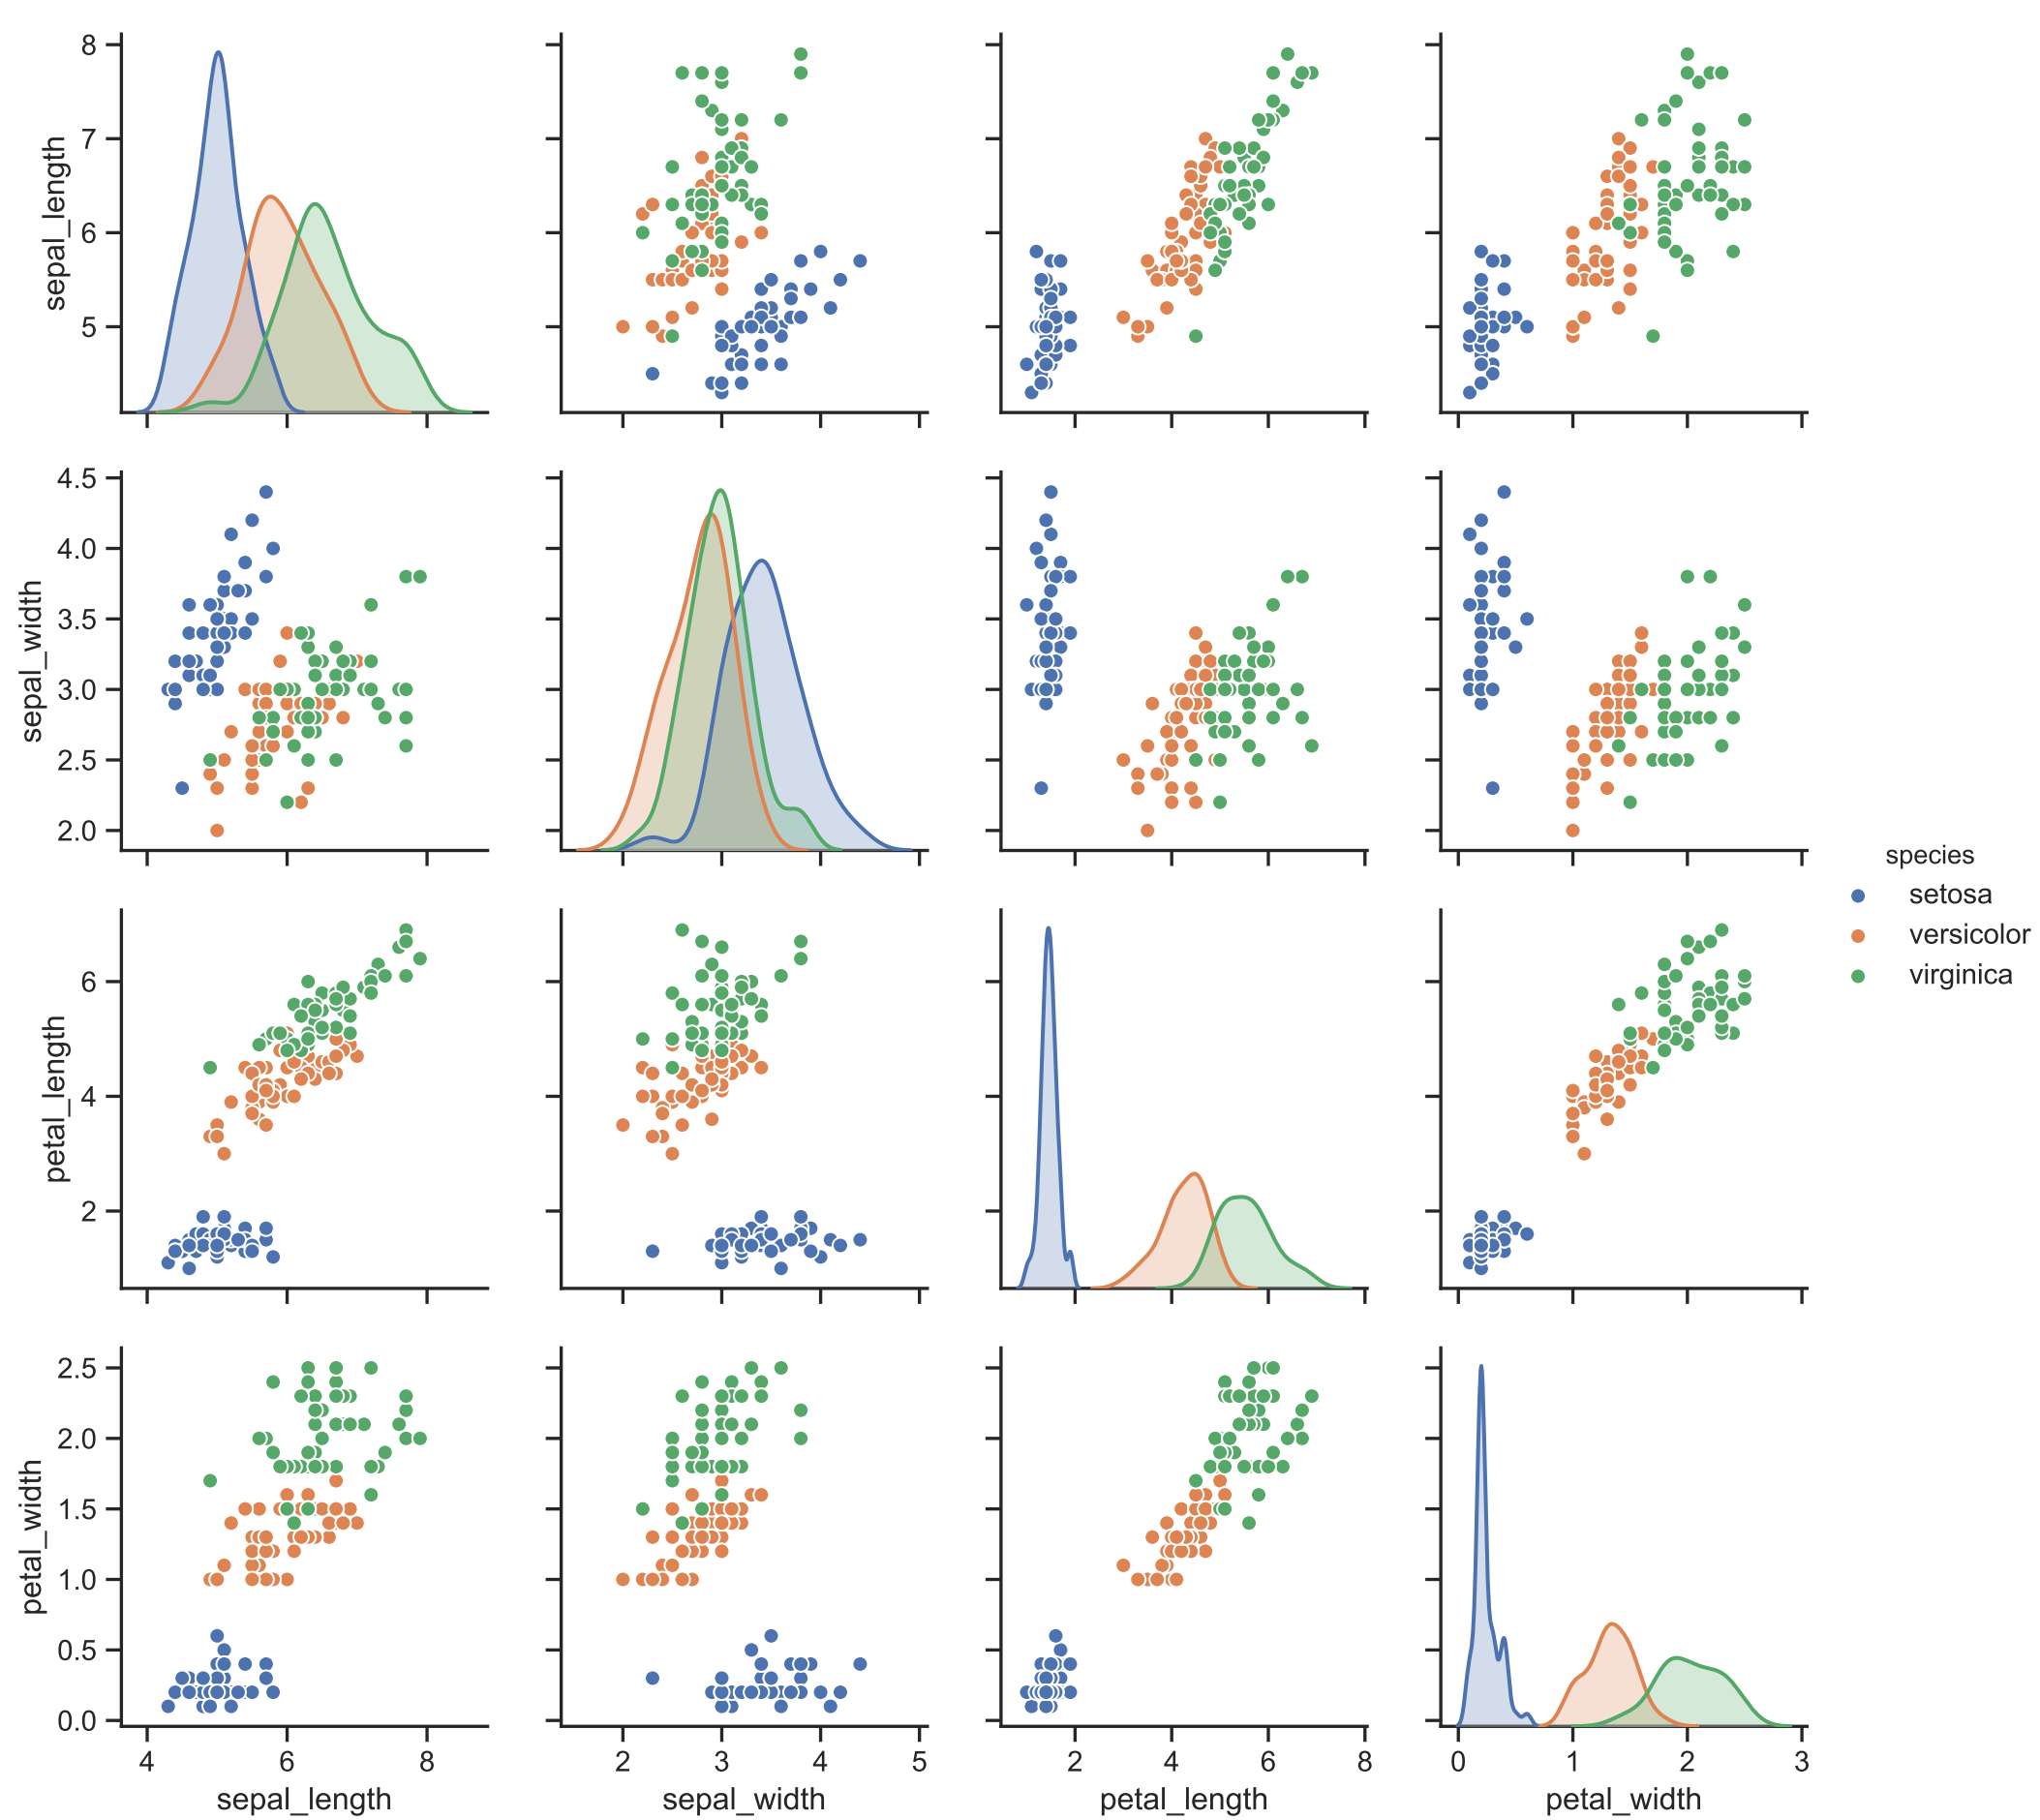 8
7
6
5
sepal_length
4.5
4.0
3.5
3.0
2.5
2.0
sepal_width
species
setosa
versicolor
virginica
6
4
2
petal_length
2.5
2.0
1.5
1.0
0.5
0.0
petal_width
4 6 8
2 3 4 5
2 4 6 8
0 1 2 3
sepal_length
sepal_width
petal_length
petal_width